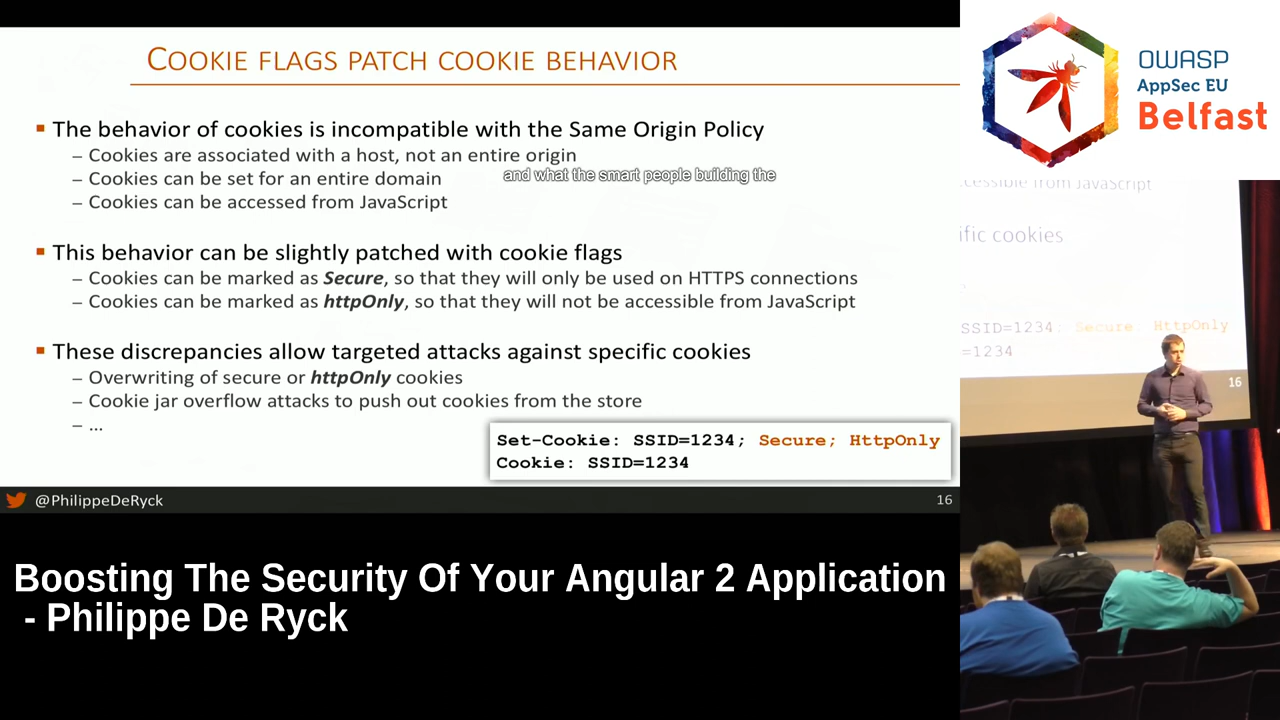 COOKIE FLAGS PATCH COOKIE BEHAVIOR
▪ The behavior of cookies is incompatible with the Same Origin Policy
– Cookies are associated with a host, not an entire origin
– Cookies can be set for an entire domain
– Cookies can be accessed from JavaScript
and what the smart people building the
▪ This behavior can be slightly patched with cookie flags
– Cookies can be marked as Secure, so that they will only be used on HTTPS connections
– Cookies can be marked as httpOnly, so that they will not be accessible from JavaScript
▪ These discrepancies allow targeted attacks against specific cookies
– Overwriting of secure or httpOnly cookies
– Cookie jar overflow attacks to push out cookies from the store
– ...
Set-Cookie: SSID=1234; Secure; HttpOnly
Cookie: SSID=1234
@PhilippeDeRyck
16
Boosting The Security Of Your Angular 2 Application
- Philippe De Ryck
OWASP
AppSec EU
Belfast
cessible from JavaScript
ific cookies
SSID=1234; Secure HttpOnly
=1234
16